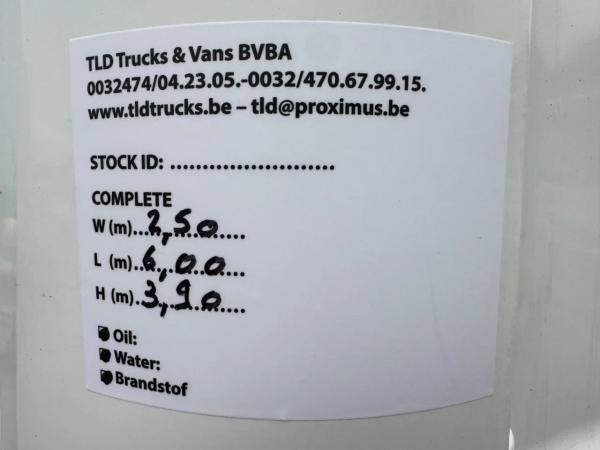 TLD Trucks & Vans BVBA
0032474/04.23.05.-0032/470.67.99.15.
www.tldtrucks.be – tld@proximus.be
STOCK ID: ........................
COMPLETE
W (m)...2,50....
L (m)...6,00...
H (m)..3,90....
Oil:
Water:
Brandstof